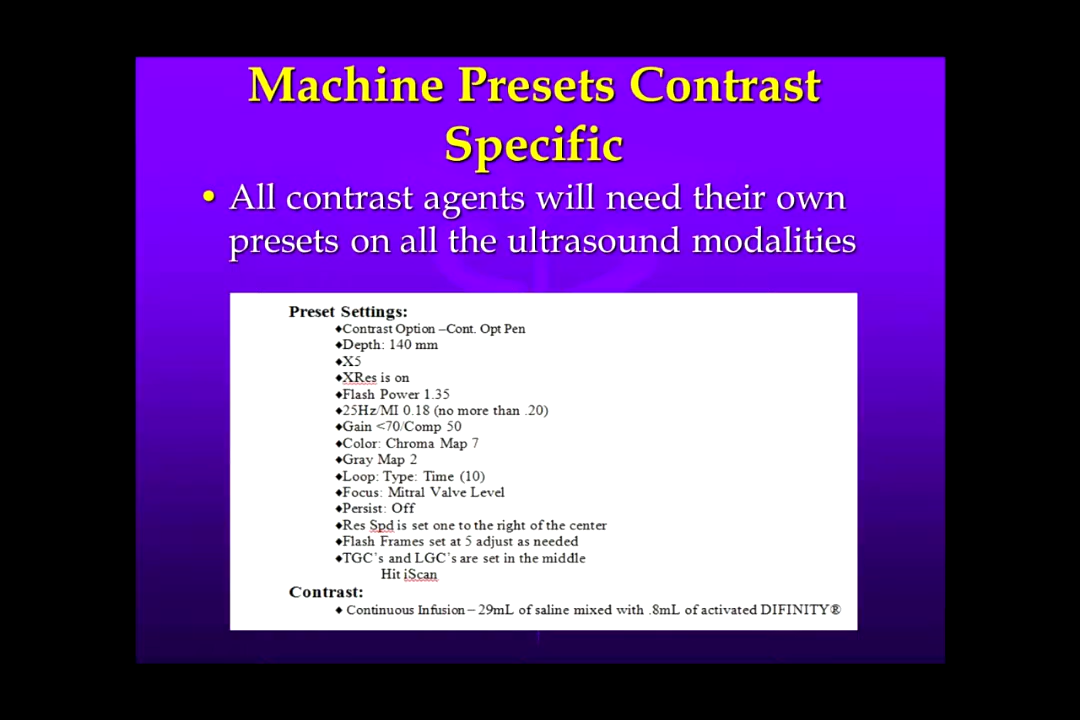 Machine Presets Contrast
Specific
• All contrast agents will need their own
presets on all the ultrasound modalities
Preset Settings:
♦Contrast Option –Cont. Opt Pen
♦Depth: 140 mm
♦X5
♦XRes is on
♦Flash Power 1.35
♦25Hz/MI 0.18 (no more than .20)
♦Gain <70/Comp 50
♦Color: Chroma Map 7
♦Gray Map 2
♦Loop: Type: Time (10)
♦Focus: Mitral Valve Level
♦Persist: Off
♦Res Spd is set one to the right of the center
♦Flash Frames set at 5 adjust as needed
♦TGC's and LGC's are set in the middle
Hit iScan
Contrast:
♦ Continuous Infusion – 29mL of saline mixed with .8mL of activated DIFINITY®